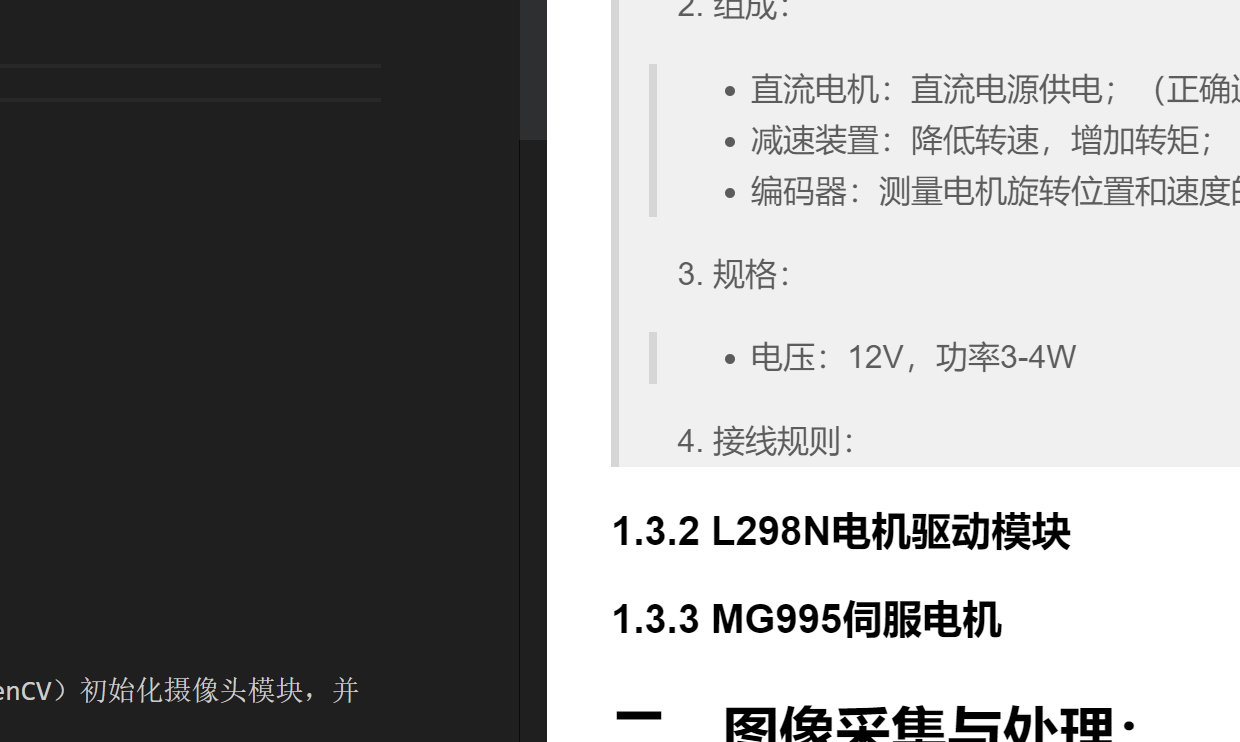 2. 组成：
• 直流电机：直流电源供电；（正确
• 减速装置：降低转速，增加转矩；
• 编码器：测量电机旋转位置和速度的
3. 规格：
• 电压：12V，功率3-4W
4. 接线规则：
1.3.2 L298N电机驱动模块
1.3.3 MG995伺服电机
enCV）初始化摄像头模块，并
图像采集与处理：